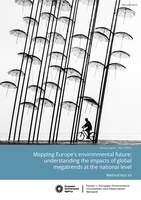 Mapping Europe's environmental future:
understanding the impacts of global
megatrends at the national level
Methodological
European
Environment
Agency
Eionet
European Environment
Information and Observation
Network